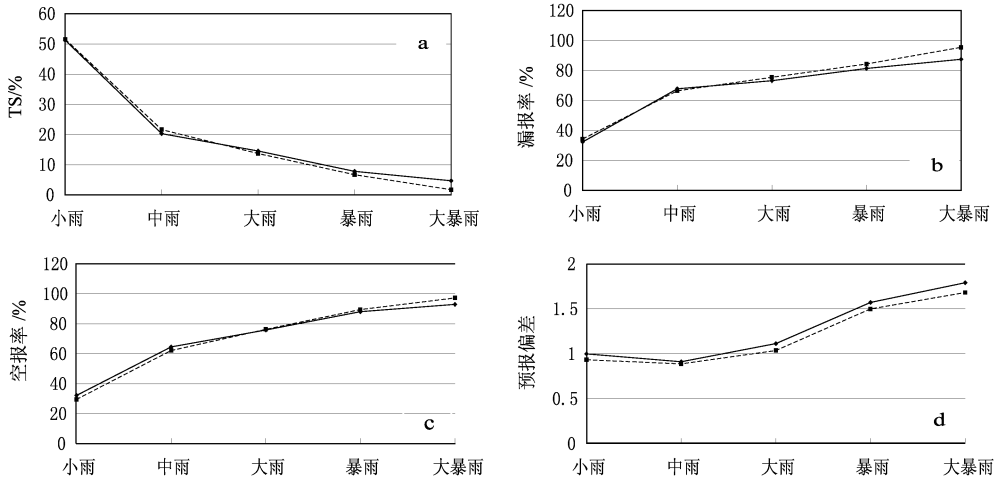 60
50
40
30
20
10
0
TS/%
a
小雨 中雨 大雨 暴雨 大暴雨
120
100
80
60
40
20
0
漏报率 /%
b
小雨 中雨 大雨 暴雨 大暴雨
120
100
80
60
40
20
0
空报率 /%
c
小雨 中雨 大雨 暴雨 大暴雨
2
1.5
1
0.5
0
预报偏差
d
小雨 中雨 大雨 暴雨 大暴雨